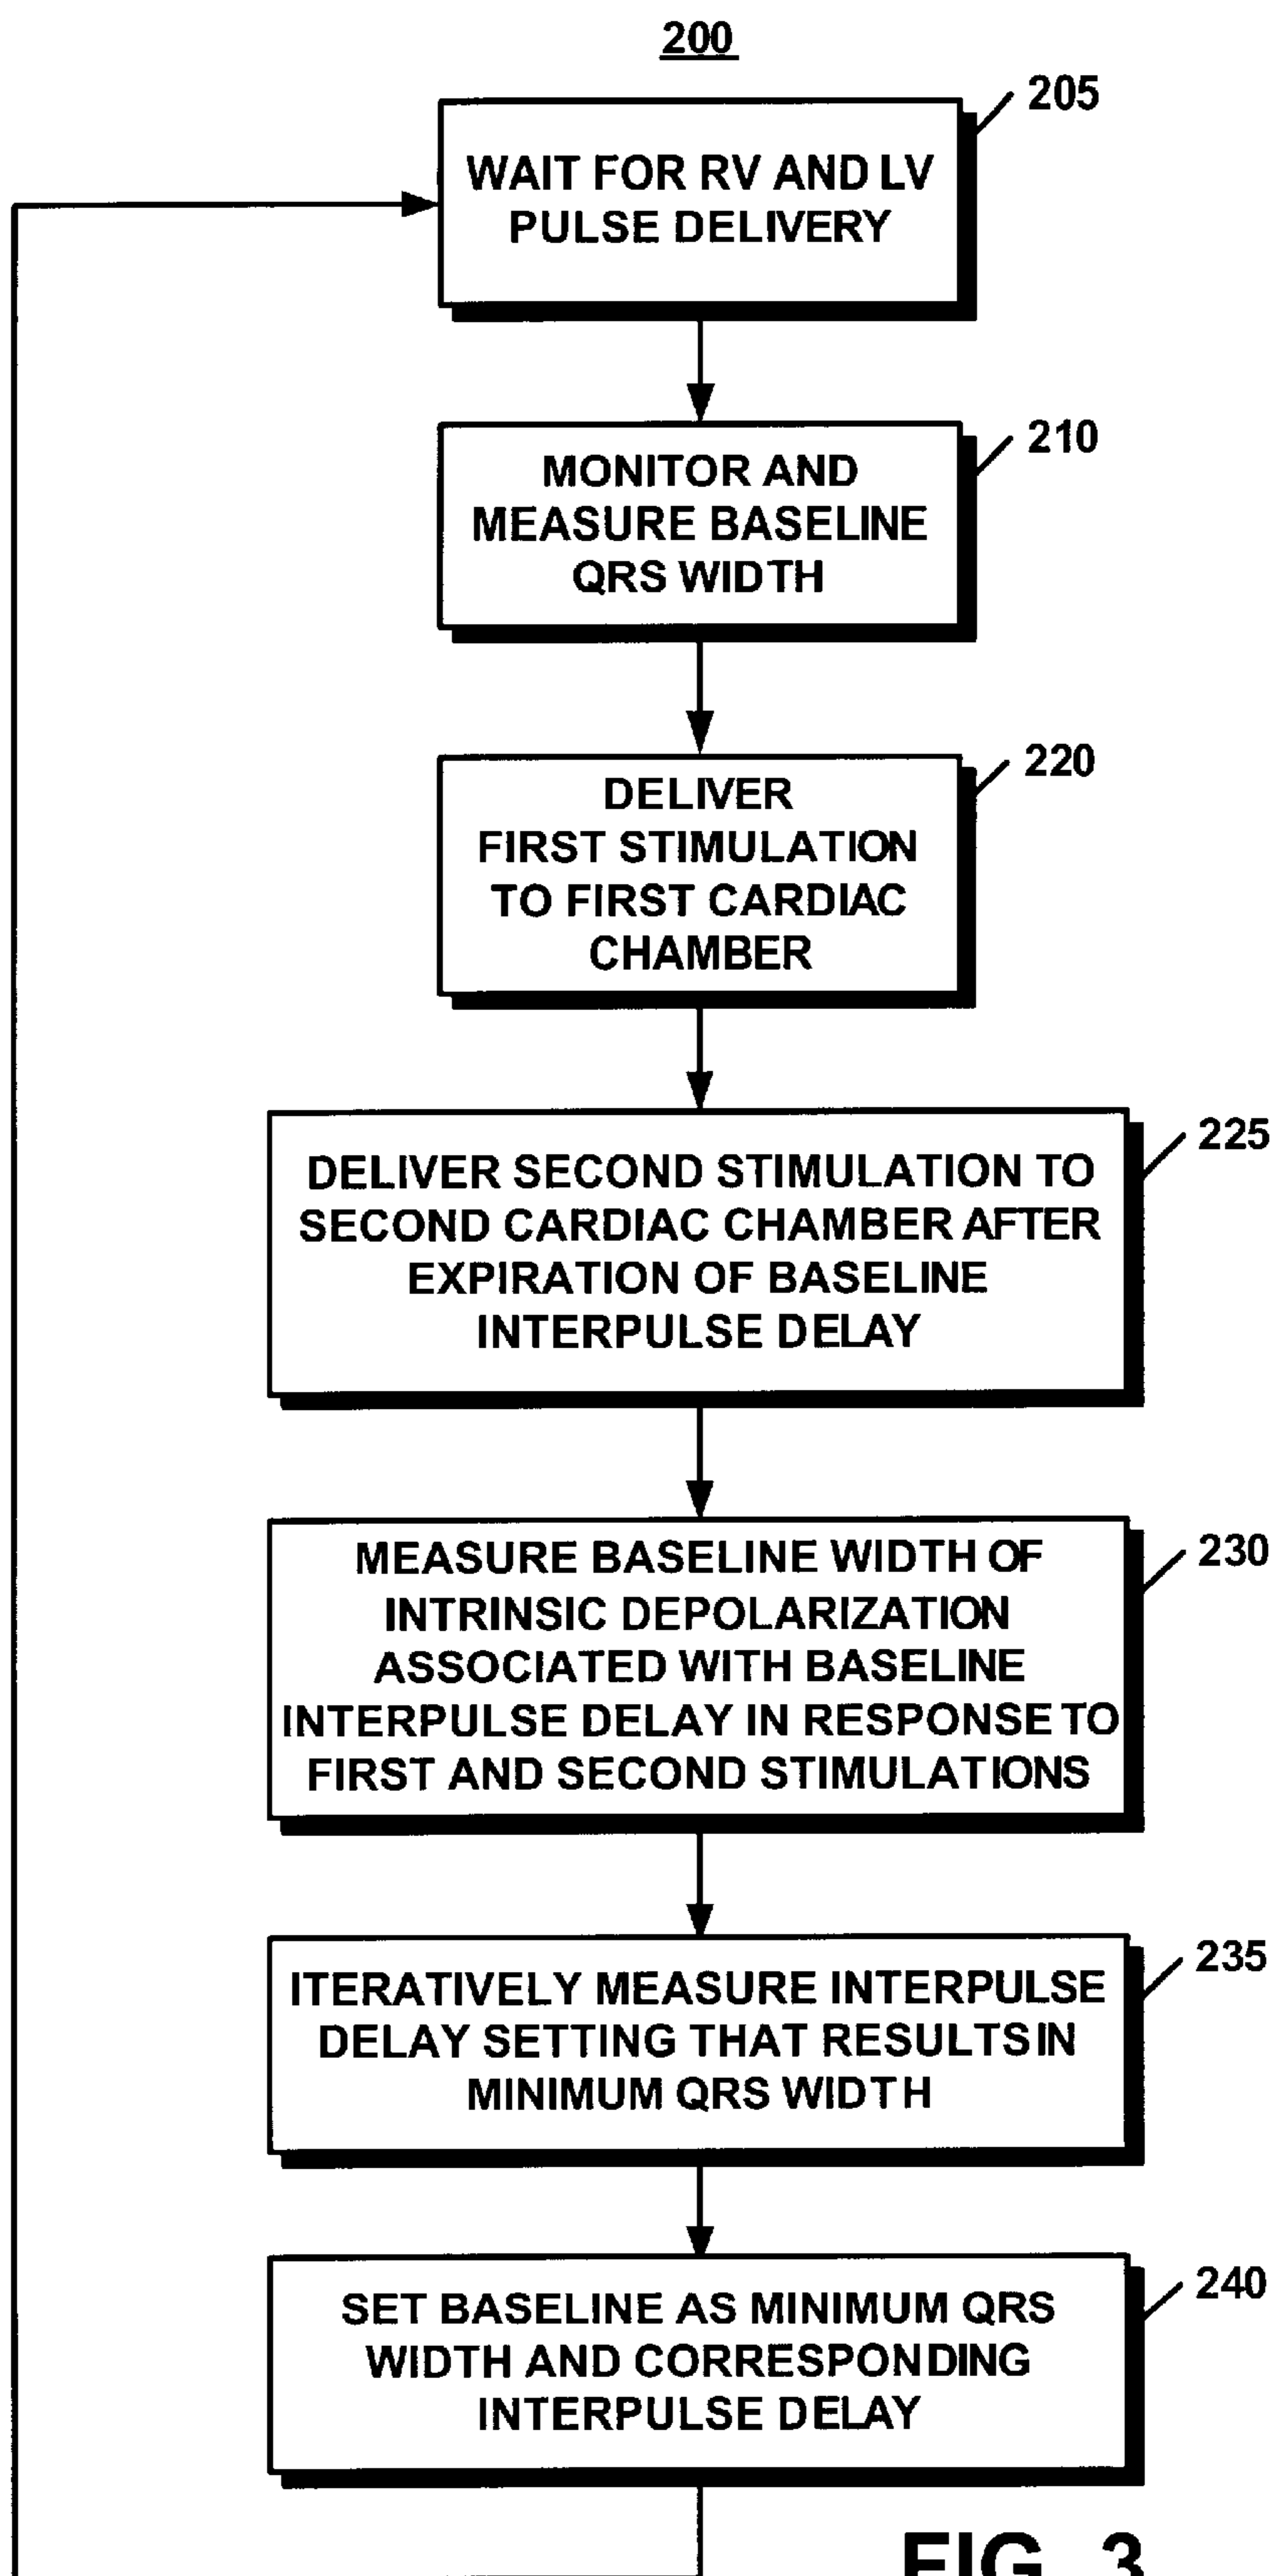 200
205
WAIT FOR RV AND LV
PULSE DELIVERY
210
MONITOR AND
MEASURE BASELINE
QRS WIDTH
220
DELIVER
FIRST STIMULATION
TO FIRST CARDIAC
CHAMBER
225
DELIVER SECOND STIMULATION TO
SECOND CARDIAC CHAMBER AFTER
EXPIRATION OF BASELINE
INTERPULSE DELAY
230
MEASURE BASELINE WIDTH OF
INTRINSIC DEPOLARIZATION
ASSOCIATED WITH BASELINE
INTERPULSE DELAY IN RESPONSE TO
FIRST AND SECOND STIMULATIONS
235
ITERATIVELY MEASURE INTERPULSE
DELAY SETTING THAT RESULTS IN
MINIMUM QRS WIDTH
240
SET BASELINE AS MINIMUM QRS
WIDTH AND CORRESPONDING
INTERPULSE DELAY
FIG. 3